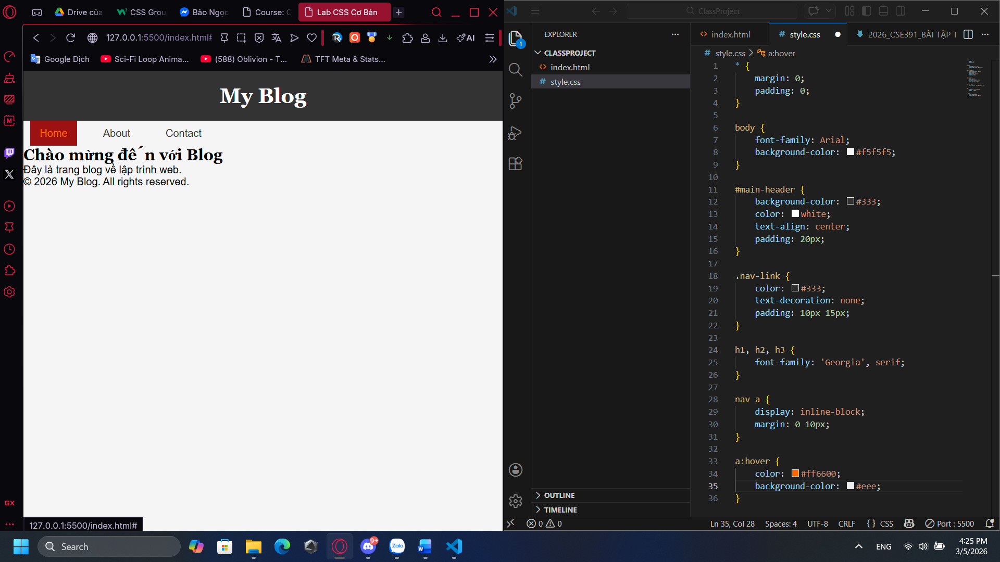 Drive của
CSS Grou
Bảo Ngọc
Course: C
Lab CSS Cơ Bản
127.0.0.1:5500/index.html#
AI
Google Dịch
Sci-Fi Loop Anima...
(588) Oblivion - T...
TFT Meta & Stats...
My Blog
Home
About
Contact
Chào mừng đến với Blog
Đây là trang blog về lập trình web.
© 2026 My Blog. All rights reserved.
GX
127.0.0.1:5500/index.html#
ClassProject
EXPLORER
CLASSPROJECT
index.html
style.css
OUTLINE
TIMELINE
1
index.html
style.css
2026_CSE391_BÀI TẬP T
style.css
a:hover
1 * {
2 margin: 0;
3 padding: 0;
4 }
5
6 body {
7 font-family: Arial;
8 background-color: #f5f5f5;
9 }
10
11 #main-header {
12 background-color: #333;
13 color: white;
14 text-align: center;
15 padding: 20px;
16 }
17
18 .nav-link {
19 color: #333;
20 text-decoration: none;
21 padding: 10px 15px;
22 }
23
24 h1, h2, h3 {
25 font-family: 'Georgia', serif;
26 }
27
28 nav a {
29 display: inline-block;
30 margin: 0 10px;
31 }
32
33 a:hover {
34 color: #ff6600;
35 background-color: #eee;
36 }
0 0
Ln 35, Col 28
Spaces: 4
UTF-8
CRLF
{ } CSS
Port : 5500
Search
9+
Zalo
ENG
4:25 PM
3/5/2026